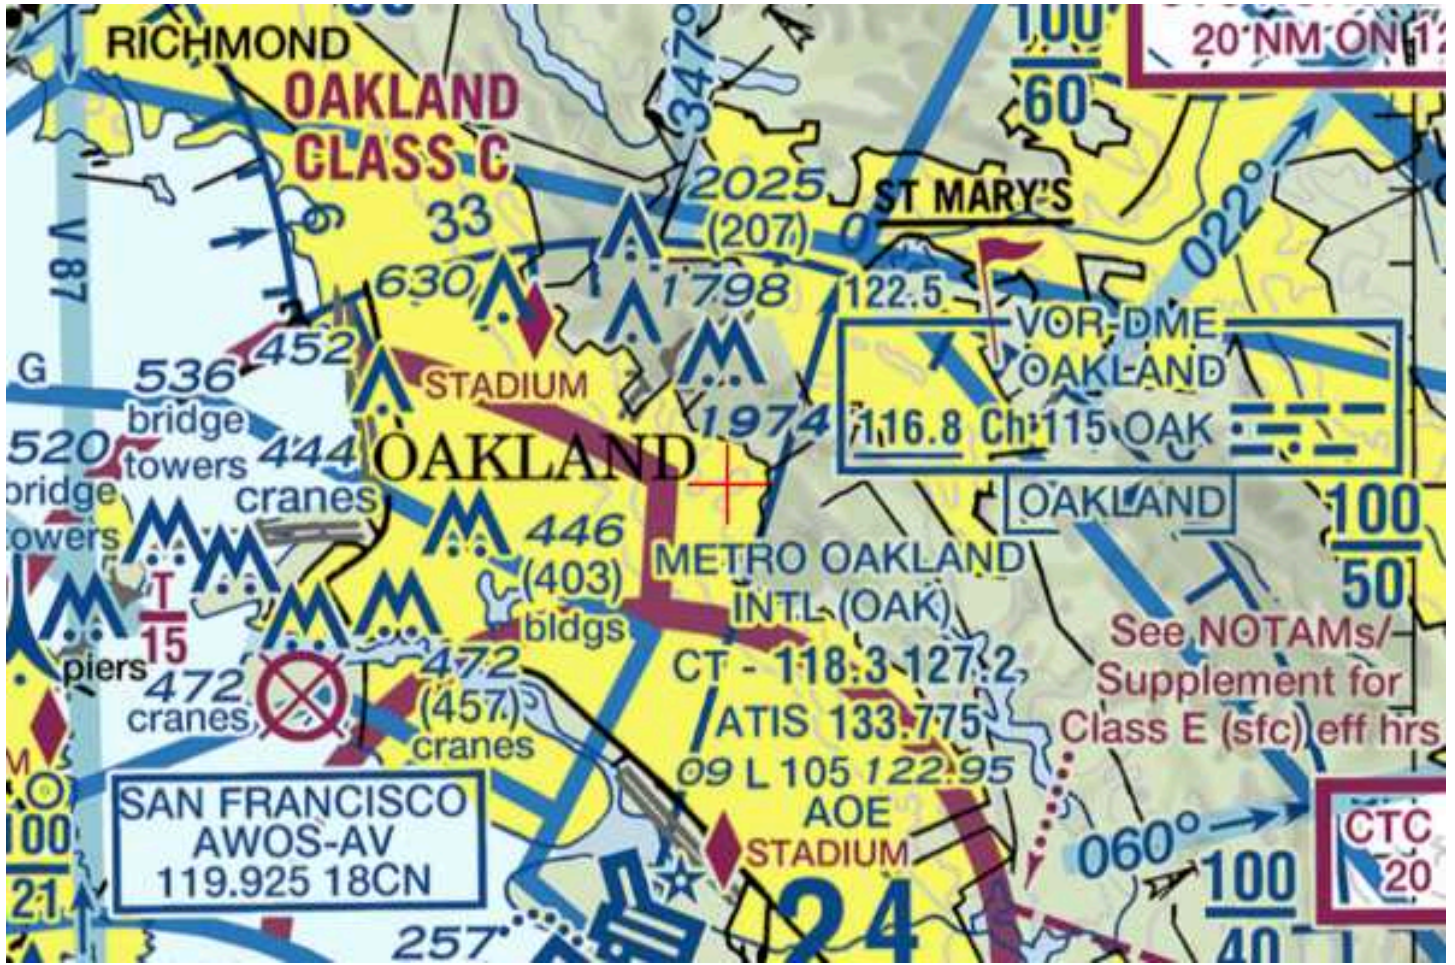 100
60
20 NM ON 12
RICHMOND
OAKLAND
CLASS C
347°
2025
(207)
ST MARY'S
022°
33
630
1798
122.5
V 87
VOR-DME
OAKLAND
116.8 Ch 115 OAK
OAKLAND
G
536
bridge
towers
452
STADIUM
1974
520
bridge
towers
444
cranes
OAKLAND
100
50
446
(403)
bldgs
METRO OAKLAND
INTL (OAK)
CT - 118.3 127.2
ATIS 133.775
09 L 105 122.95
AOE
T
15
piers
472
cranes
472
(457)
cranes
See NOTAMs/
Supplement for
Class E (sfc) eff hrs
SAN FRANCISCO
AWOS-AV
119.925 18CN
STADIUM
100
21
060°
100
40
CTC
20
257
24